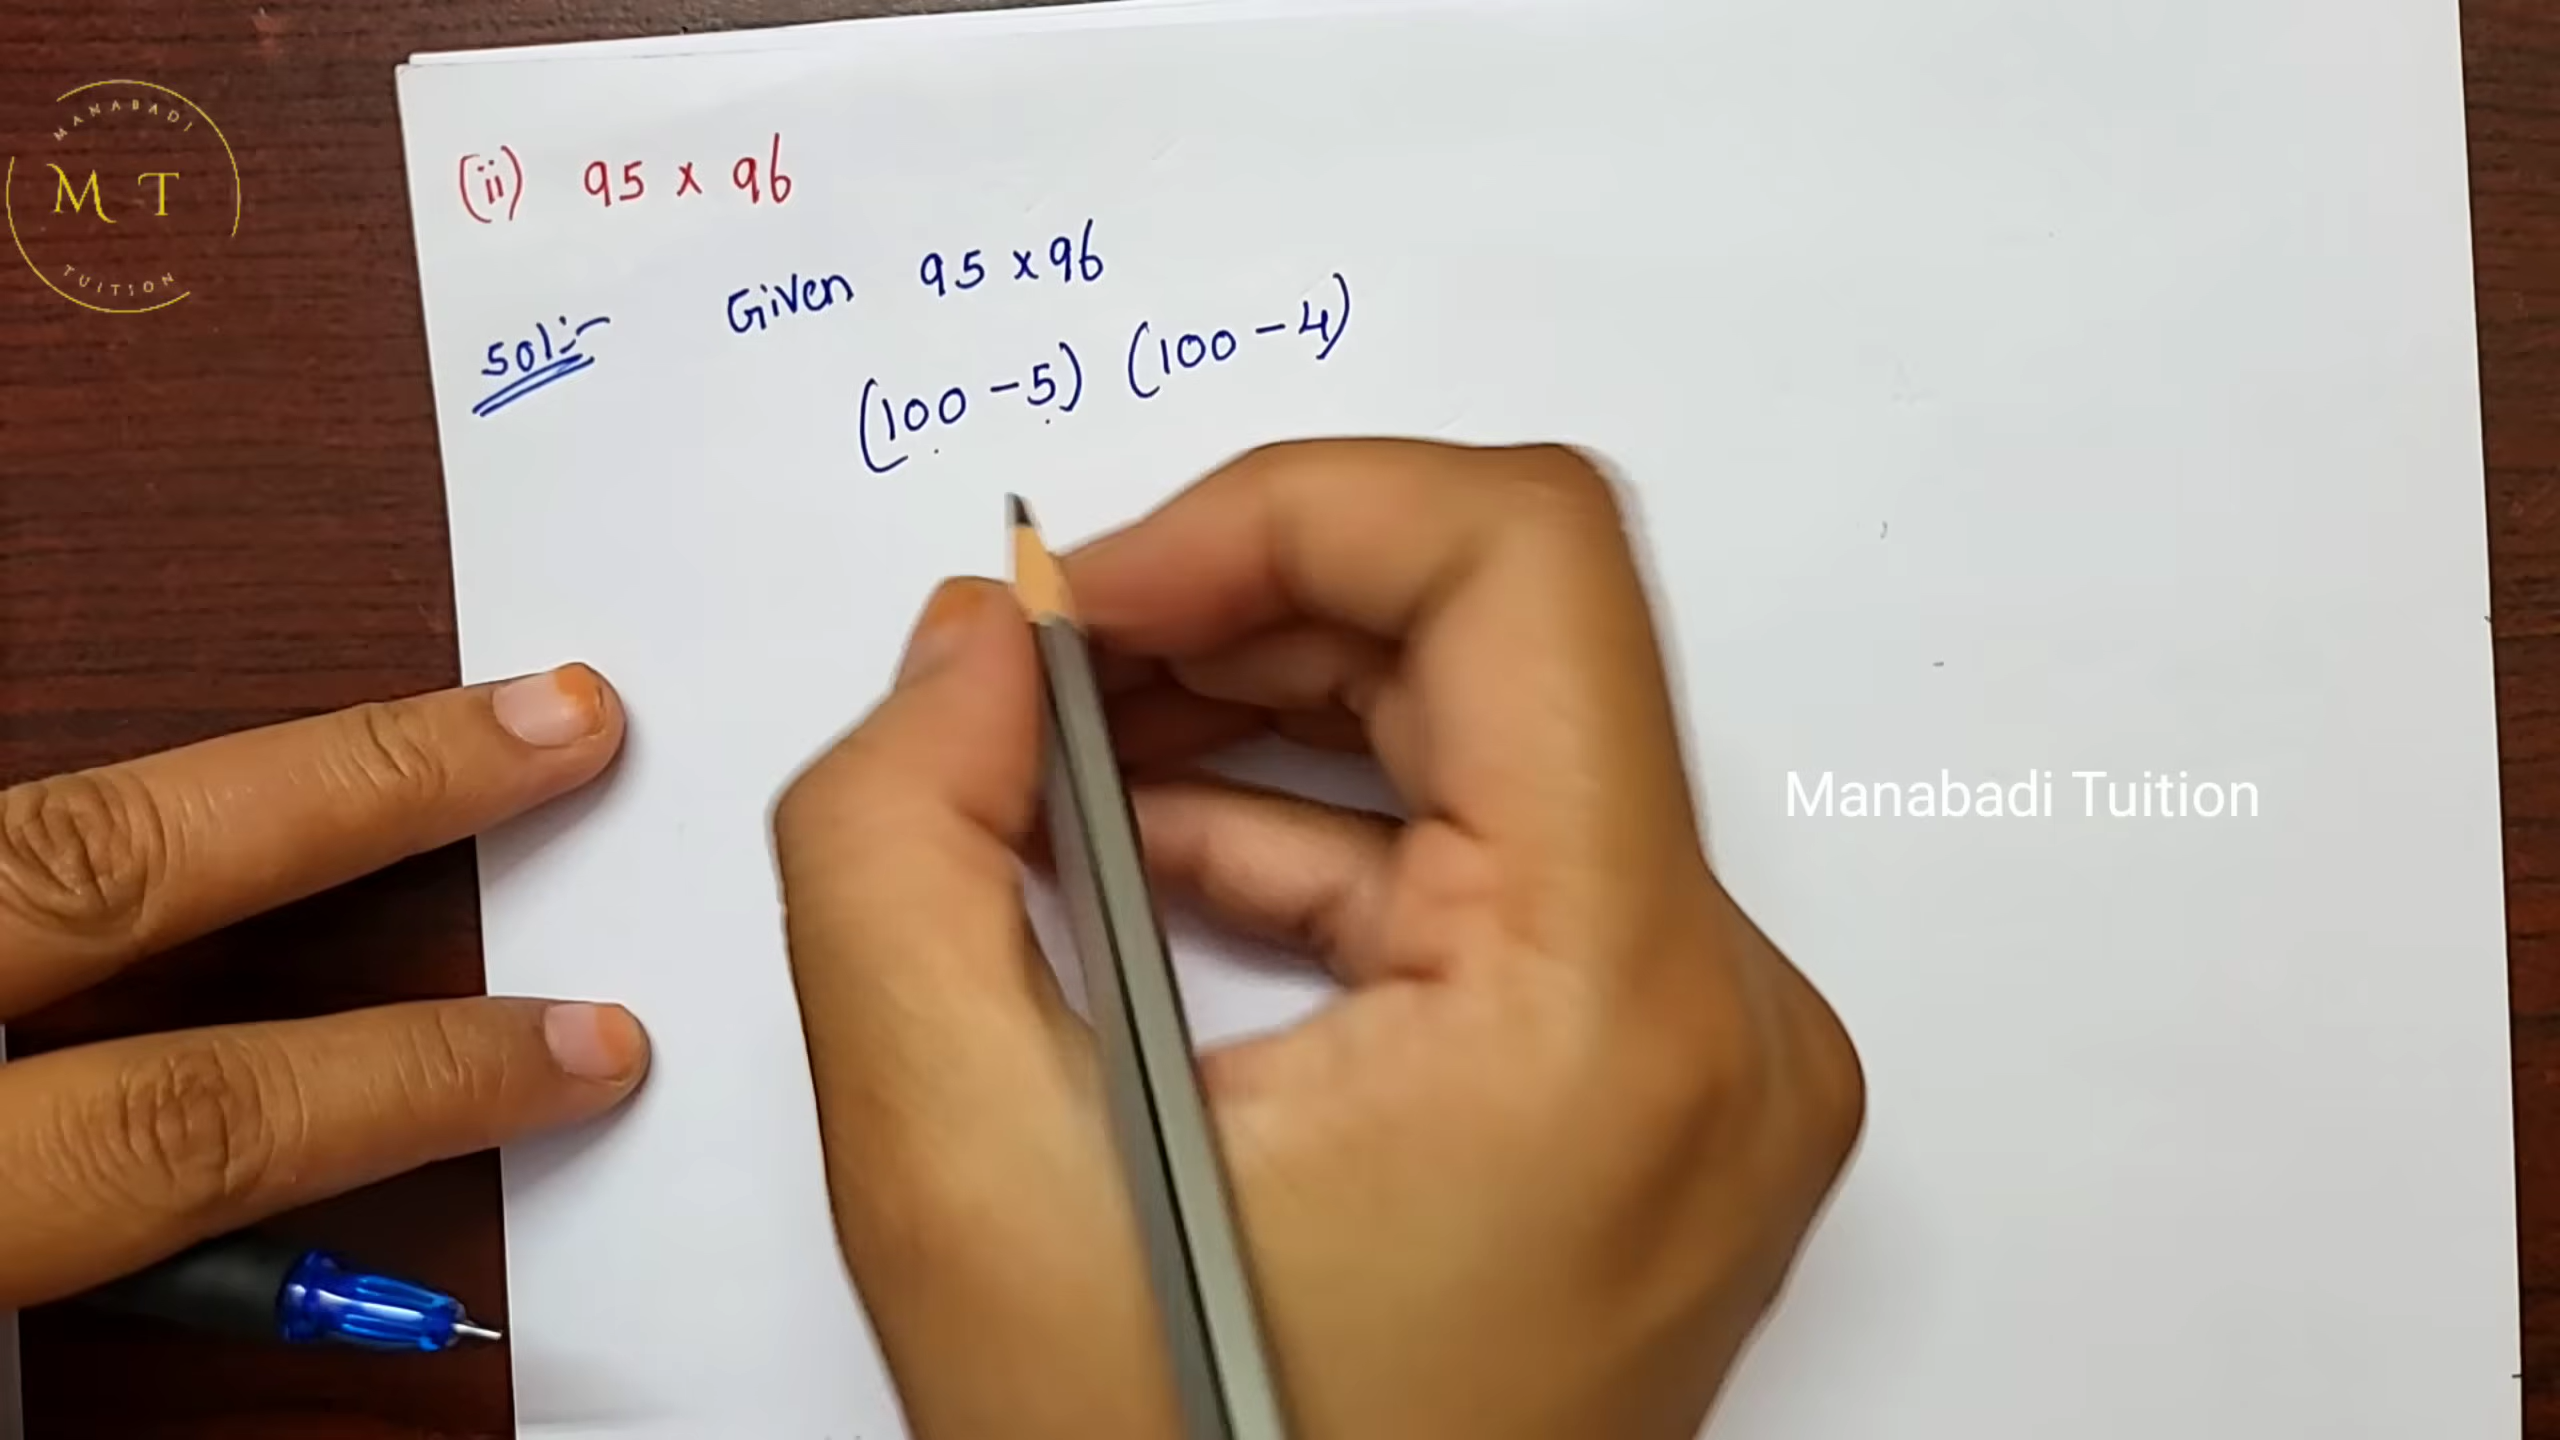 MANABADI
M T
TUITION
(ii) 95 × 96
Sol:- Given 95 × 96
(100 - 5) (100 - 4)
Manabadi Tuition